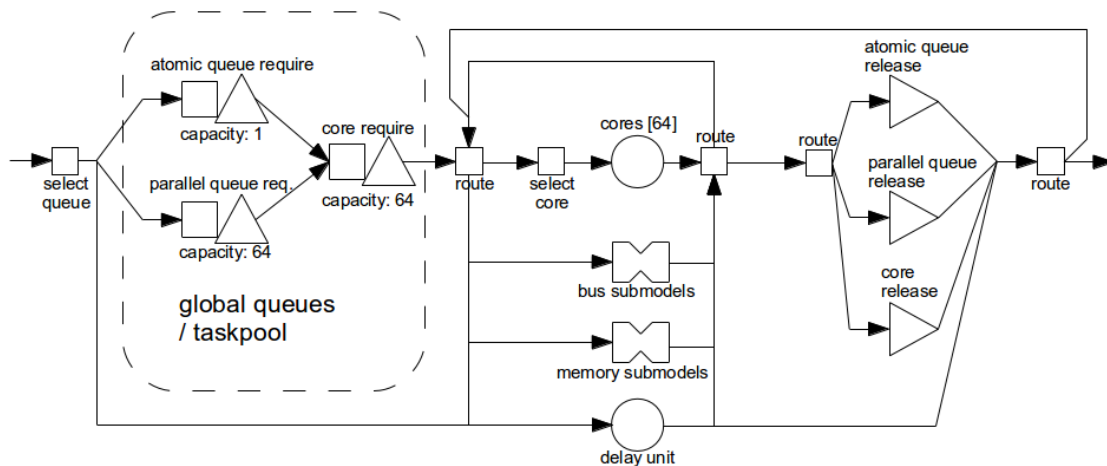 atomic queue require
capacity: 1
select
queue
parallel queue req.
capacity: 64
core require
capacity: 64
global queues
/ taskpool
route
select
core
cores [64]
route
bus submodels
memory submodels
delay unit
route
atomic queue
release
parallel queue
release
core
release
route